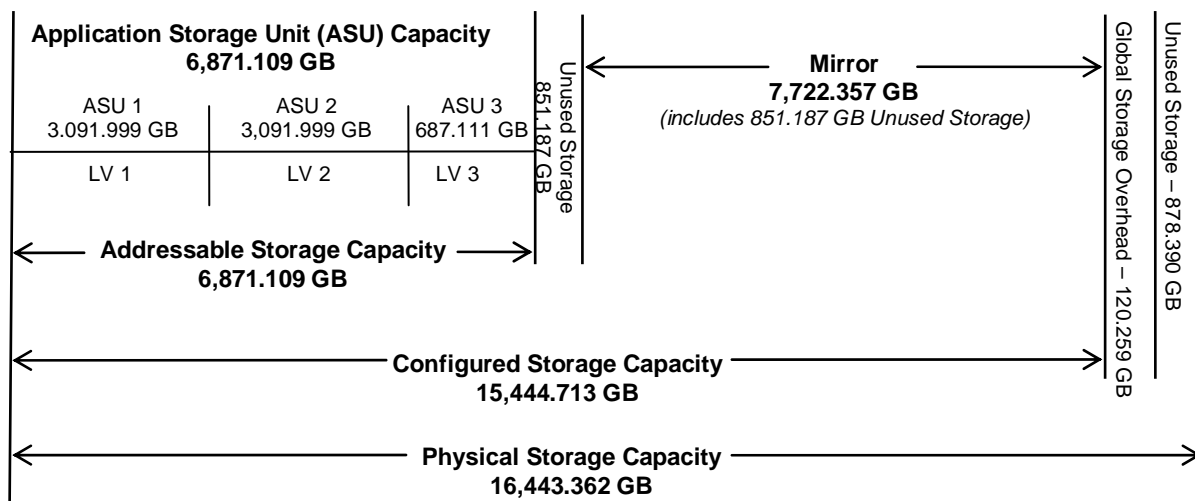 Application Storage Unit (ASU) Capacity
6,871.109 GB
ASU 1
3.091.999 GB
ASU 2
3,091.999 GB
ASU 3
687.111 GB
LV 1
LV 2
LV 3
Addressable Storage Capacity
6,871.109 GB
Unused Storage
851.187 GB
Mirror
7,722.357 GB
(includes 851.187 GB Unused Storage)
Global Storage Overhead – 120.259 GB
Unused Storage – 878.390 GB
Configured Storage Capacity
15,444.713 GB
Physical Storage Capacity
16,443.362 GB